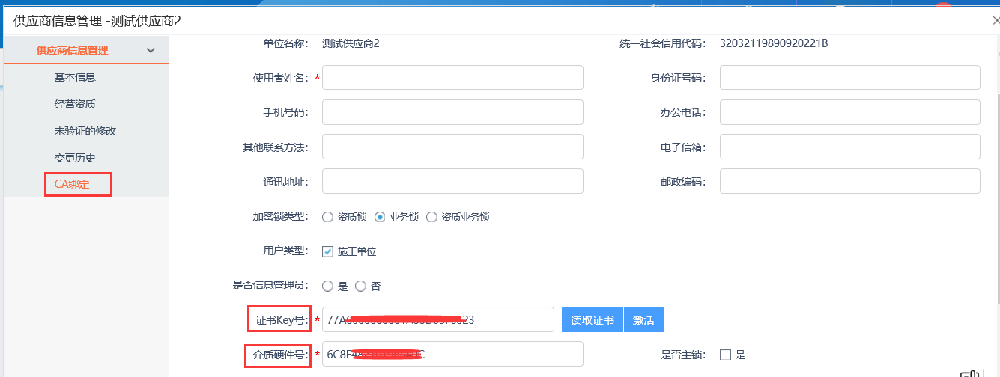 供应商信息管理 -测试供应商2
供应商信息管理
基本信息
经营资质
未验证的修改
变更历史
CA绑定
单位名称： 测试供应商2 统一社会信用代码： 32032119890920221B
使用者姓名： * 身份证号码：
手机号码： 办公电话：
其他联系方法： 电子信箱：
通讯地址： 邮政编码：
加密锁类型： 资质锁 业务锁 资质业务锁
用户类型： 施工单位
是否信息管理员： 是 否
证书Key号： * 77A 323 读取证书 激活
介质硬件号： * 6C8E C 是否主锁： 是